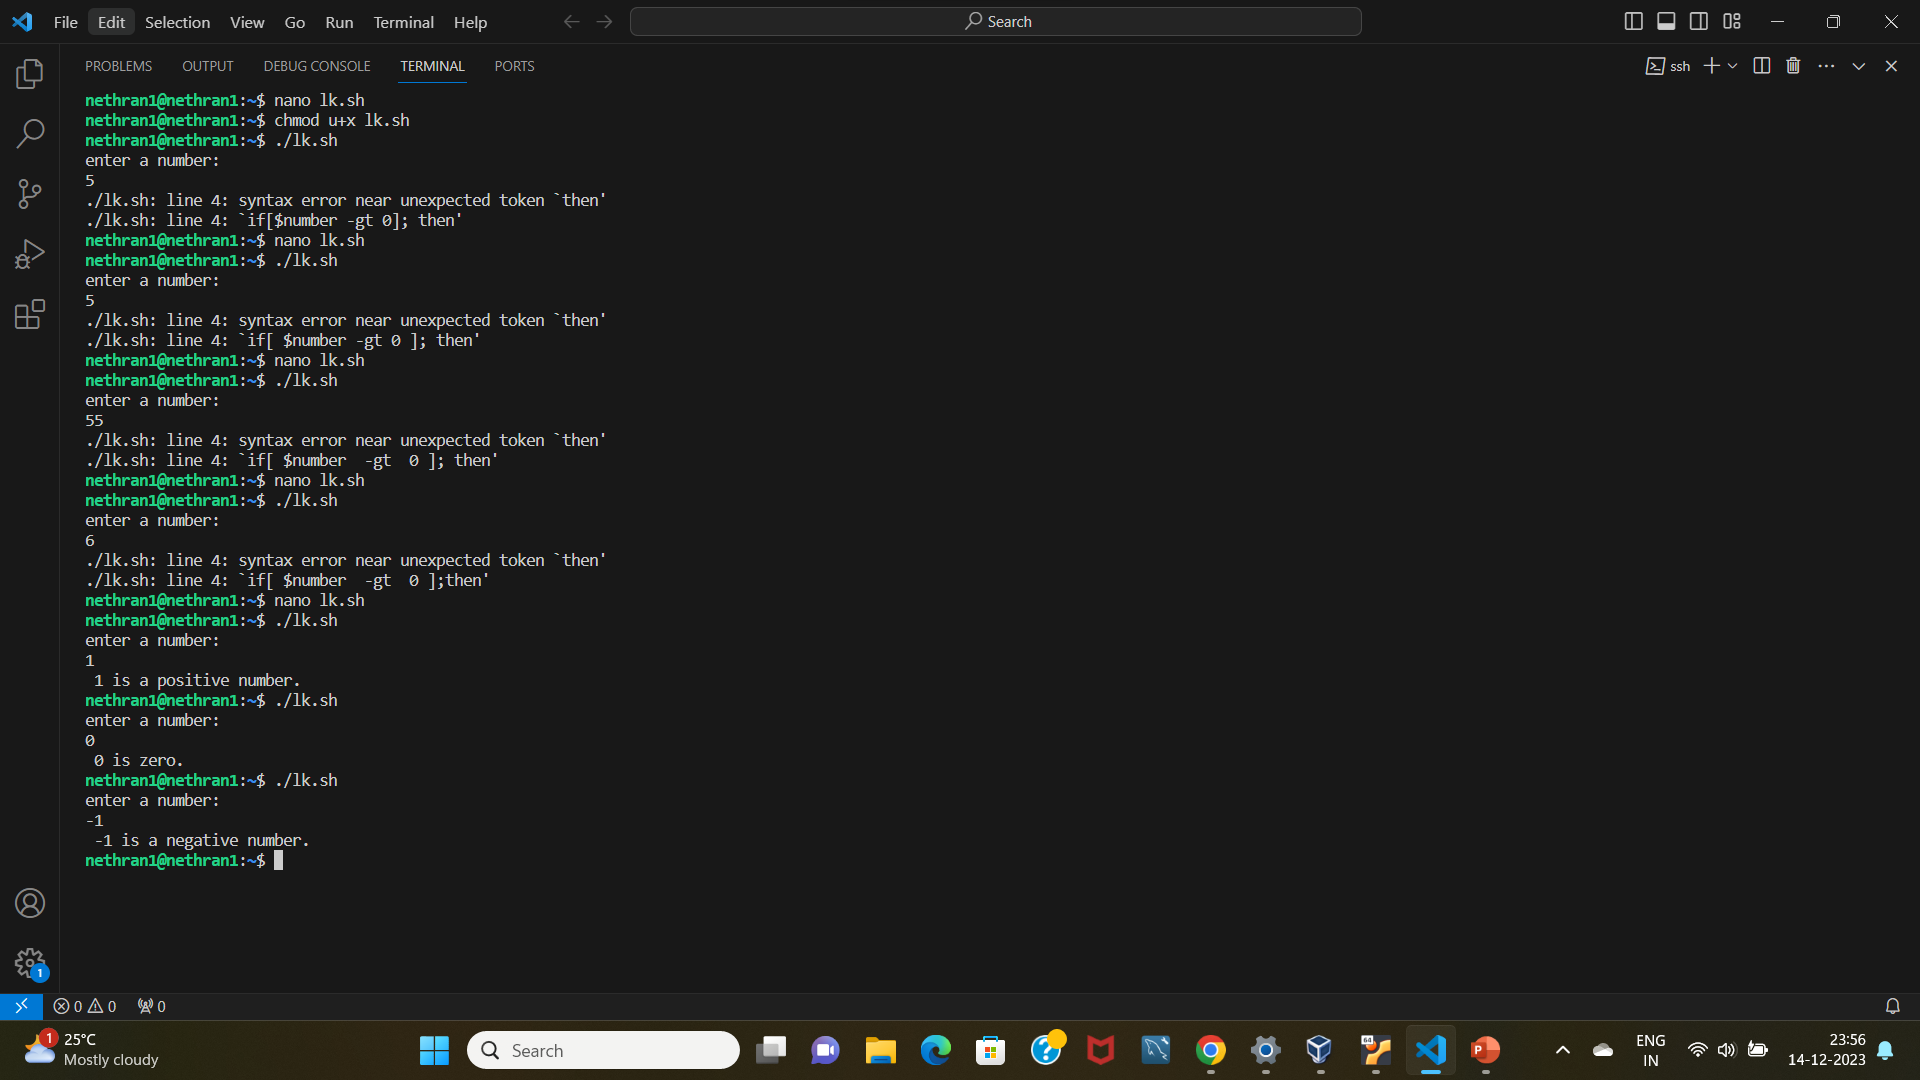 File Edit Selection View Go Run Terminal Help Search
PROBLEMS OUTPUT DEBUG CONSOLE TERMINAL PORTS ssh
nethran1@nethran1:~$ nano lk.sh
nethran1@nethran1:~$ chmod u+x lk.sh
nethran1@nethran1:~$ ./lk.sh
enter a number:
5
./lk.sh: line 4: syntax error near unexpected token `then'
./lk.sh: line 4: `if[$number -gt 0]; then'
nethran1@nethran1:~$ nano lk.sh
nethran1@nethran1:~$ ./lk.sh
enter a number:
5
./lk.sh: line 4: syntax error near unexpected token `then'
./lk.sh: line 4: `if[ $number -gt 0 ]; then'
nethran1@nethran1:~$ nano lk.sh
nethran1@nethran1:~$ ./lk.sh
enter a number:
55
./lk.sh: line 4: syntax error near unexpected token `then'
./lk.sh: line 4: `if[ $number  -gt  0 ]; then'
nethran1@nethran1:~$ nano lk.sh
nethran1@nethran1:~$ ./lk.sh
enter a number:
6
./lk.sh: line 4: syntax error near unexpected token `then'
./lk.sh: line 4: `if[ $number  -gt  0 ];then'
nethran1@nethran1:~$ nano lk.sh
nethran1@nethran1:~$ ./lk.sh
enter a number:
1
 1 is a positive number.
nethran1@nethran1:~$ ./lk.sh
enter a number:
0
 0 is zero.
nethran1@nethran1:~$ ./lk.sh
enter a number:
-1
 -1 is a negative number.
nethran1@nethran1:~$
1
0 0 0
1
25°C
Mostly cloudy
Search
64
P
ENG
IN
23:56
14-12-2023